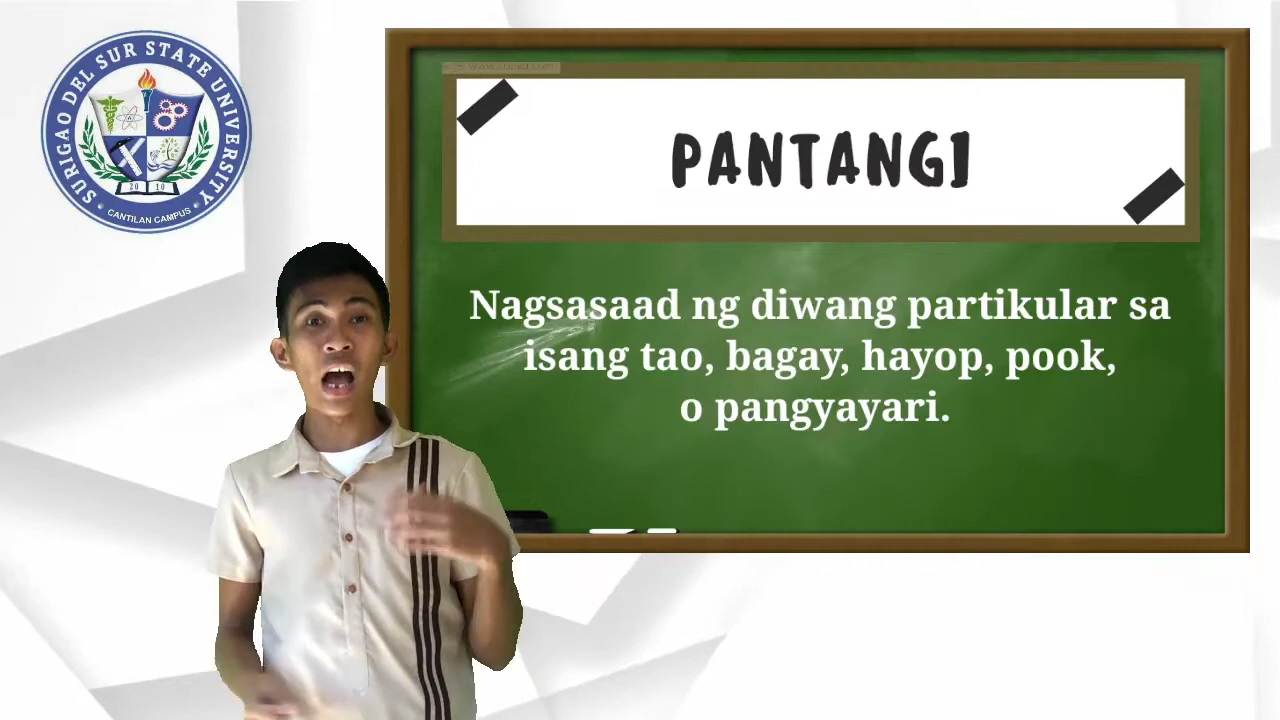 SURIGAO DEL SUR STATE UNIVERSITY
20 10
CANTILAN CAMPUS
PANTANGI
Nagsasaad ng diwang partikular sa
isang tao, bagay, hayop, pook,
o pangyayari.